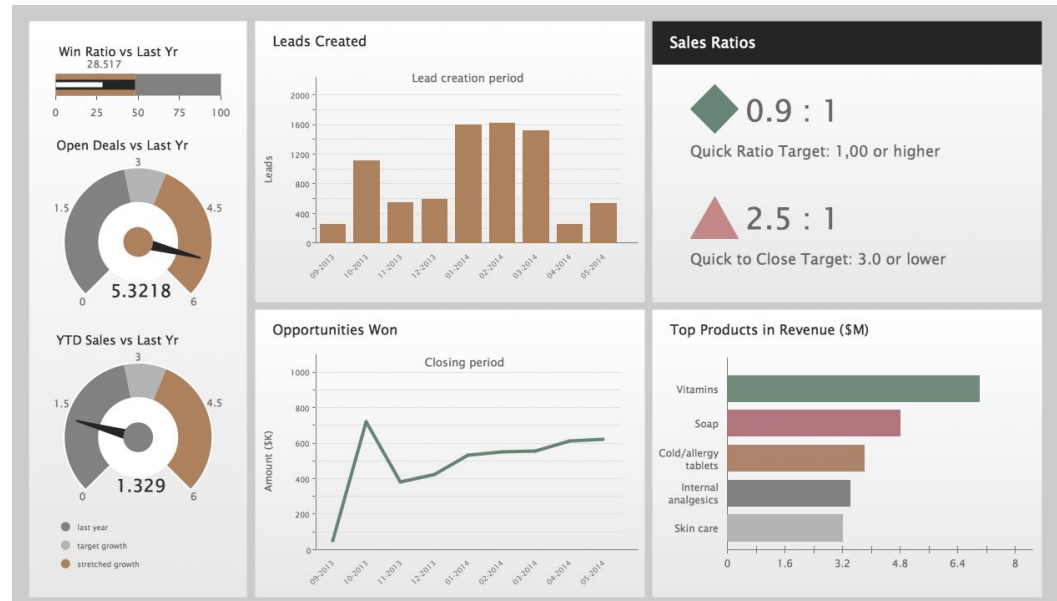 Win Ratio vs Last Yr
28.517
0 25 50 75 100
Open Deals vs Last Yr
3
1.5 4.5
5.3218
0 6
YTD Sales vs Last Yr
3
1.5 4.5
1.329
0 6
last year
target growth
stretched growth
Leads Created
Lead creation period
2000
1600
1200
800
400
0
Leads
09-2013 10-2013 11-2013 12-2013 01-2014 02-2014 03-2014 04-2014 05-2014
Opportunities Won
Closing period
1000
800
600
400
200
0
Amount ($K)
09-2013 10-2013 11-2013 12-2013 01-2014 02-2014 03-2014 04-2014 05-2014
Sales Ratios
0.9 : 1
Quick Ratio Target: 1,00 or higher
2.5 : 1
Quick to Close Target: 3.0 or lower
Top Products in Revenue ($M)
Vitamins
Soap
Cold/allergy
tablets
Internal
analgesics
Skin care
0 1.6 3.2 4.8 6.4 8